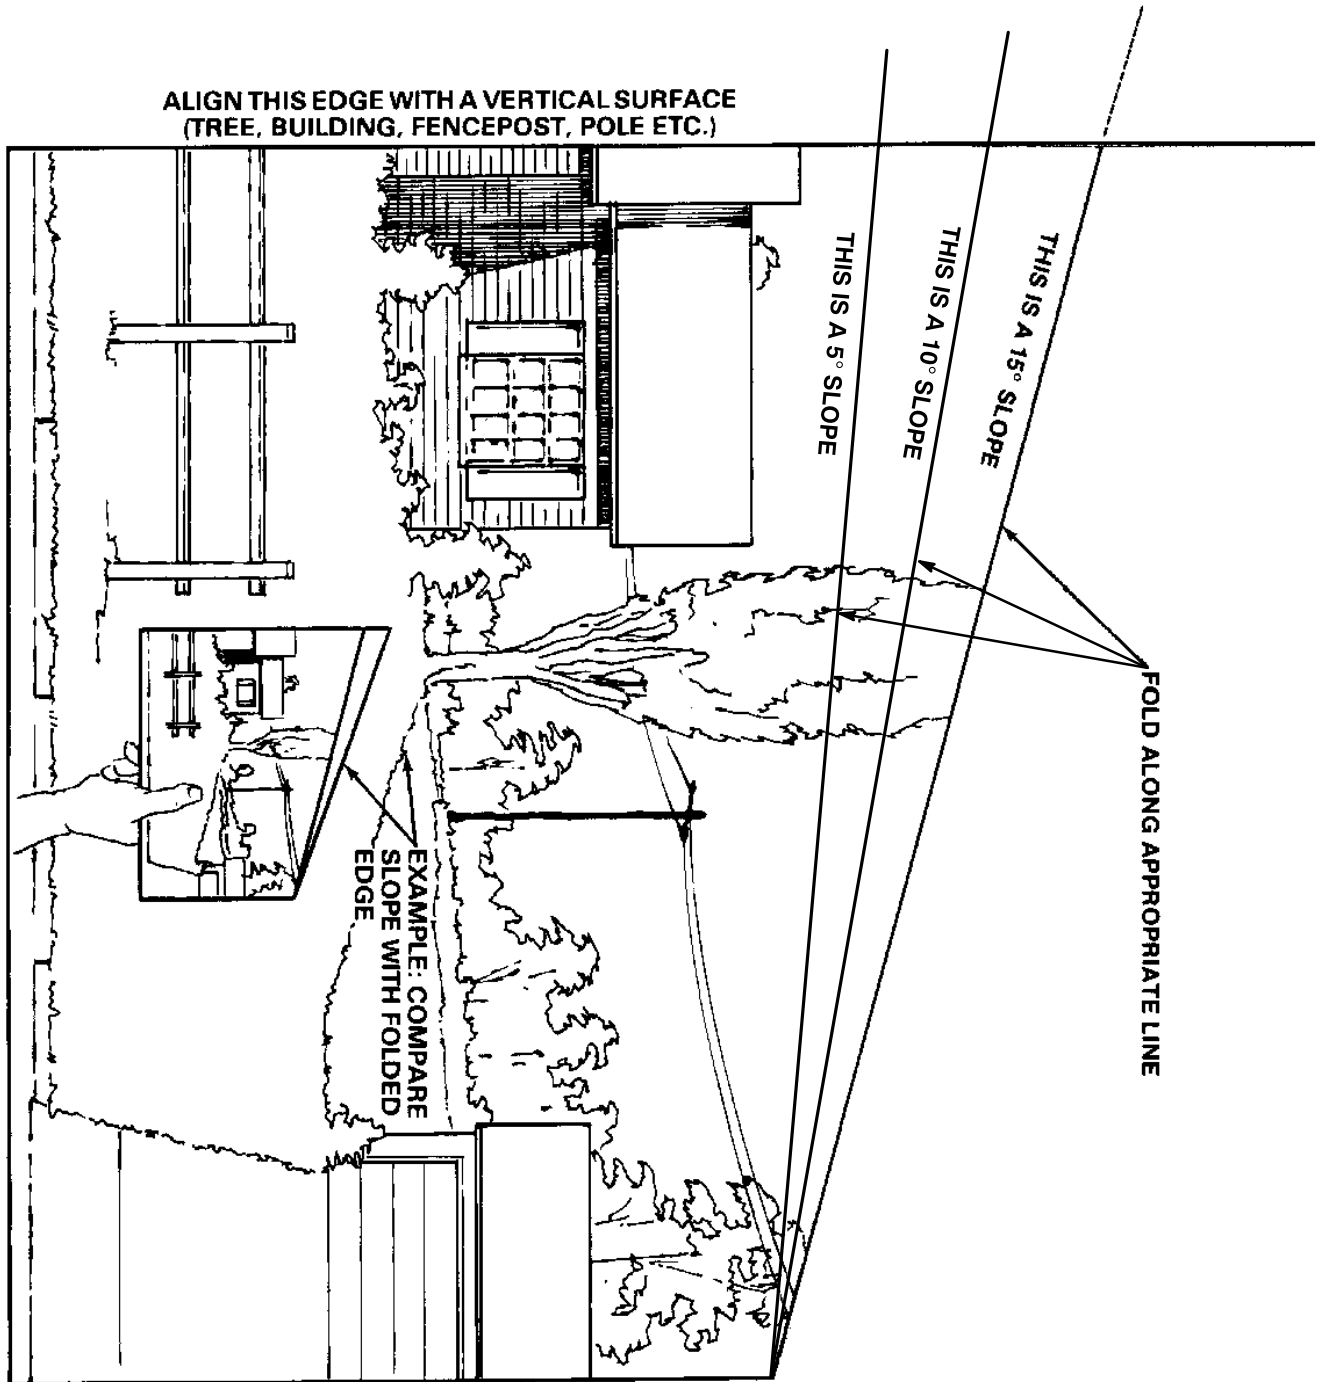 ALIGN THIS EDGE WITH A VERTICAL SURFACE
(TREE, BUILDING, FENCEPOST, POLE ETC.)
THIS IS A 5° SLOPE
THIS IS A 10° SLOPE
THIS IS A 15° SLOPE
FOLD ALONG APPROPRIATE LINE
EXAMPLE: COMPARE
SLOPE WITH FOLDED
EDGE